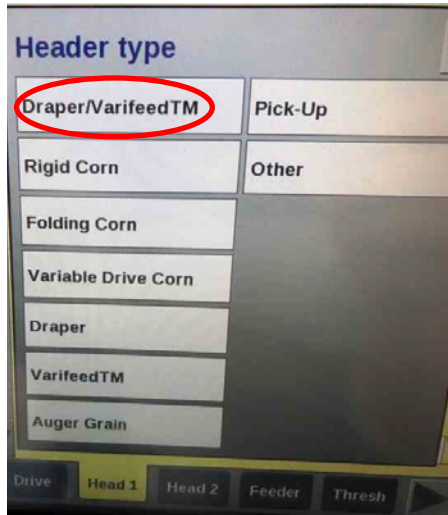 Header type
Draper/VarifeedTM
Pick-Up
Rigid Corn
Other
Folding Corn
Variable Drive Corn
Draper
VarifeedTM
Auger Grain
Drive
Head 1
Head 2
Feeder
Thresh